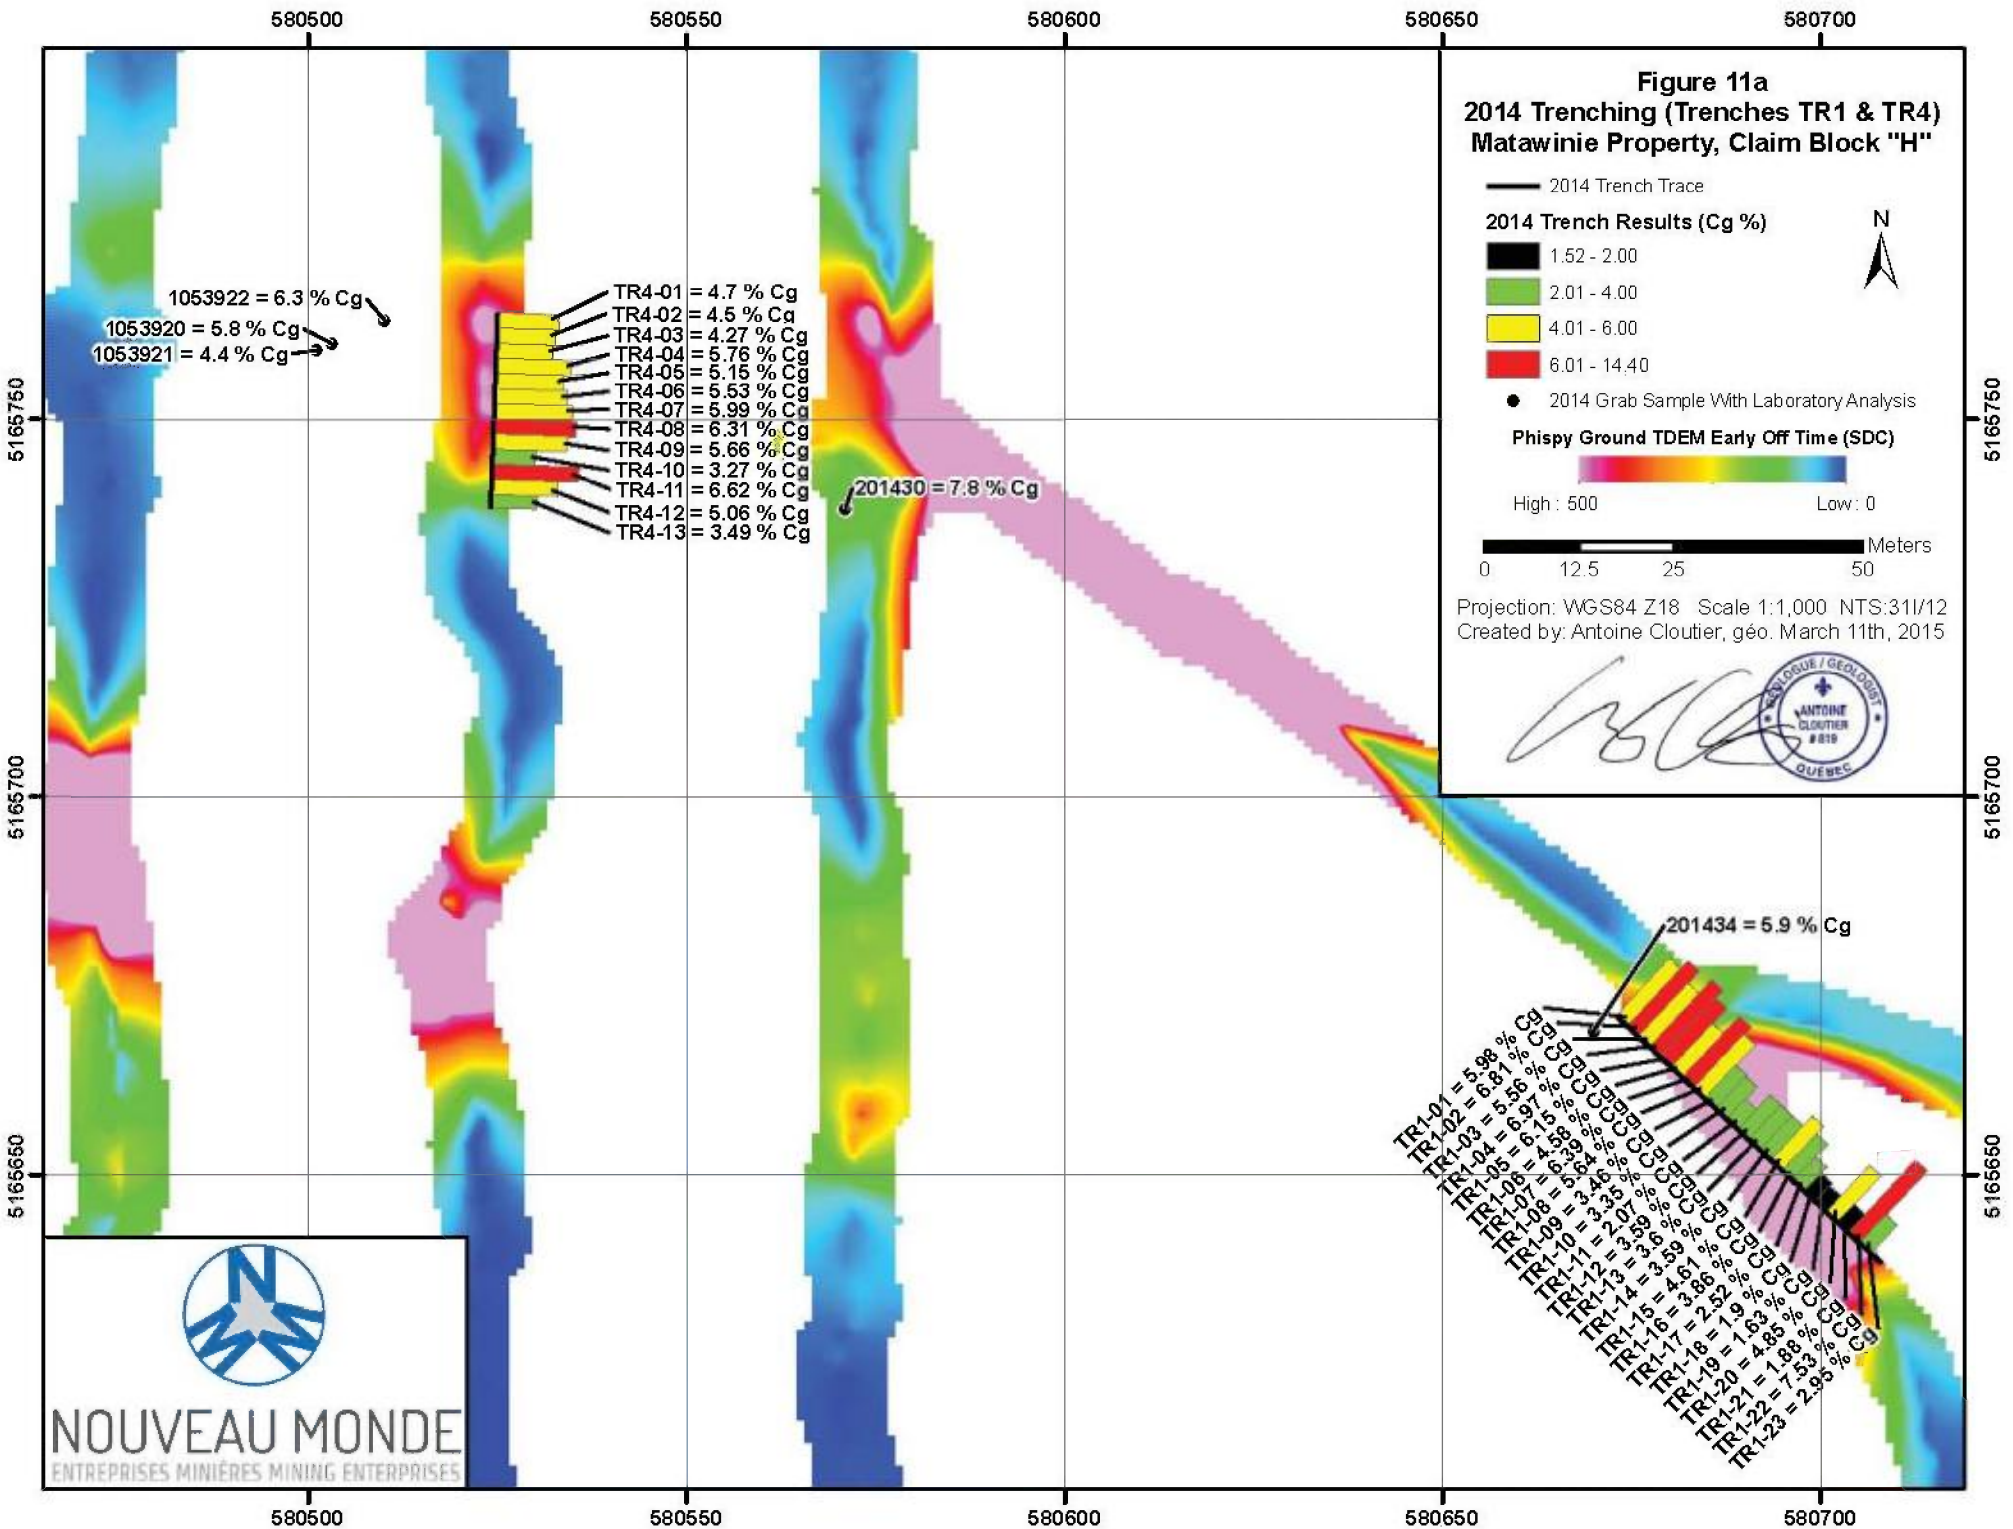 580500 580550 580600 580650 580700
Figure 11a
2014 Trenching (Trenches TR1 & TR4)
Matawinie Property, Claim Block "H"
2014 Trench Trace
2014 Trench Results (Cg %)
N
1.52 - 2.00
2.01 - 4.00
4.01 - 6.00
6.01 - 14.40
2014 Grab Sample With Laboratory Analysis
Phispy Ground TDEM Early Off Time (SDC)
High : 500 Low : 0
Meters
0 12.5 25 50
Projection: WGS84 Z18 Scale 1:1,000 NTS:31I/12
Created by: Antoine Cloutier, géo. March 11th, 2015
GÉOLOGUE / GEOLOGIST
ANTOINE
CLOUTIER
# 819
QUÉBEC
1053922 = 6.3 % Cg
1053920 = 5.8 % Cg
1053921 = 4.4 % Cg
TR4-01 = 4.7 % Cg
TR4-02 = 4.5 % Cg
TR4-03 = 4.27 % Cg
TR4-04 = 5.76 % Cg
TR4-05 = 5.15 % Cg
TR4-06 = 5.53 % Cg
TR4-07 = 5.99 % Cg
TR4-08 = 6.31 % Cg
TR4-09 = 5.66 % Cg
TR4-10 = 3.27 % Cg
TR4-11 = 6.62 % Cg
TR4-12 = 5.06 % Cg
TR4-13 = 3.49 % Cg
201430 = 7.8 % Cg
201434 = 5.9 % Cg
TR1-01 = 5.98 % Cg
TR1-02 = 6.81 % Cg
TR1-03 = 5.56 % Cg
TR1-04 = 6.97 % Cg
TR1-05 = 6.15 % Cg
TR1-06 = 4.58 % Cg
TR1-07 = 6.39 % Cg
TR1-08 = 5.64 % Cg
TR1-09 = 3.46 % Cg
TR1-10 = 3.35 % Cg
TR1-11 = 2.07 % Cg
TR1-12 = 3.59 % Cg
TR1-13 = 3.6 % Cg
TR1-14 = 3.59 % Cg
TR1-15 = 4.61 % Cg
TR1-16 = 3.86 % Cg
TR1-17 = 2.52 % Cg
TR1-18 = 1.9 % Cg
TR1-19 = 1.63 % Cg
TR1-20 = 4.85 % Cg
TR1-21 = 1.88 % Cg
TR1-22 = 7.53 % Cg
TR1-23 = 2.95 % Cg
5165750
5165700
5165650
5165750
5165700
5165650
NOUVEAU MONDE
ENTREPRISES MINIÈRES MINING ENTERPRISES
580500 580550 580600 580650 580700